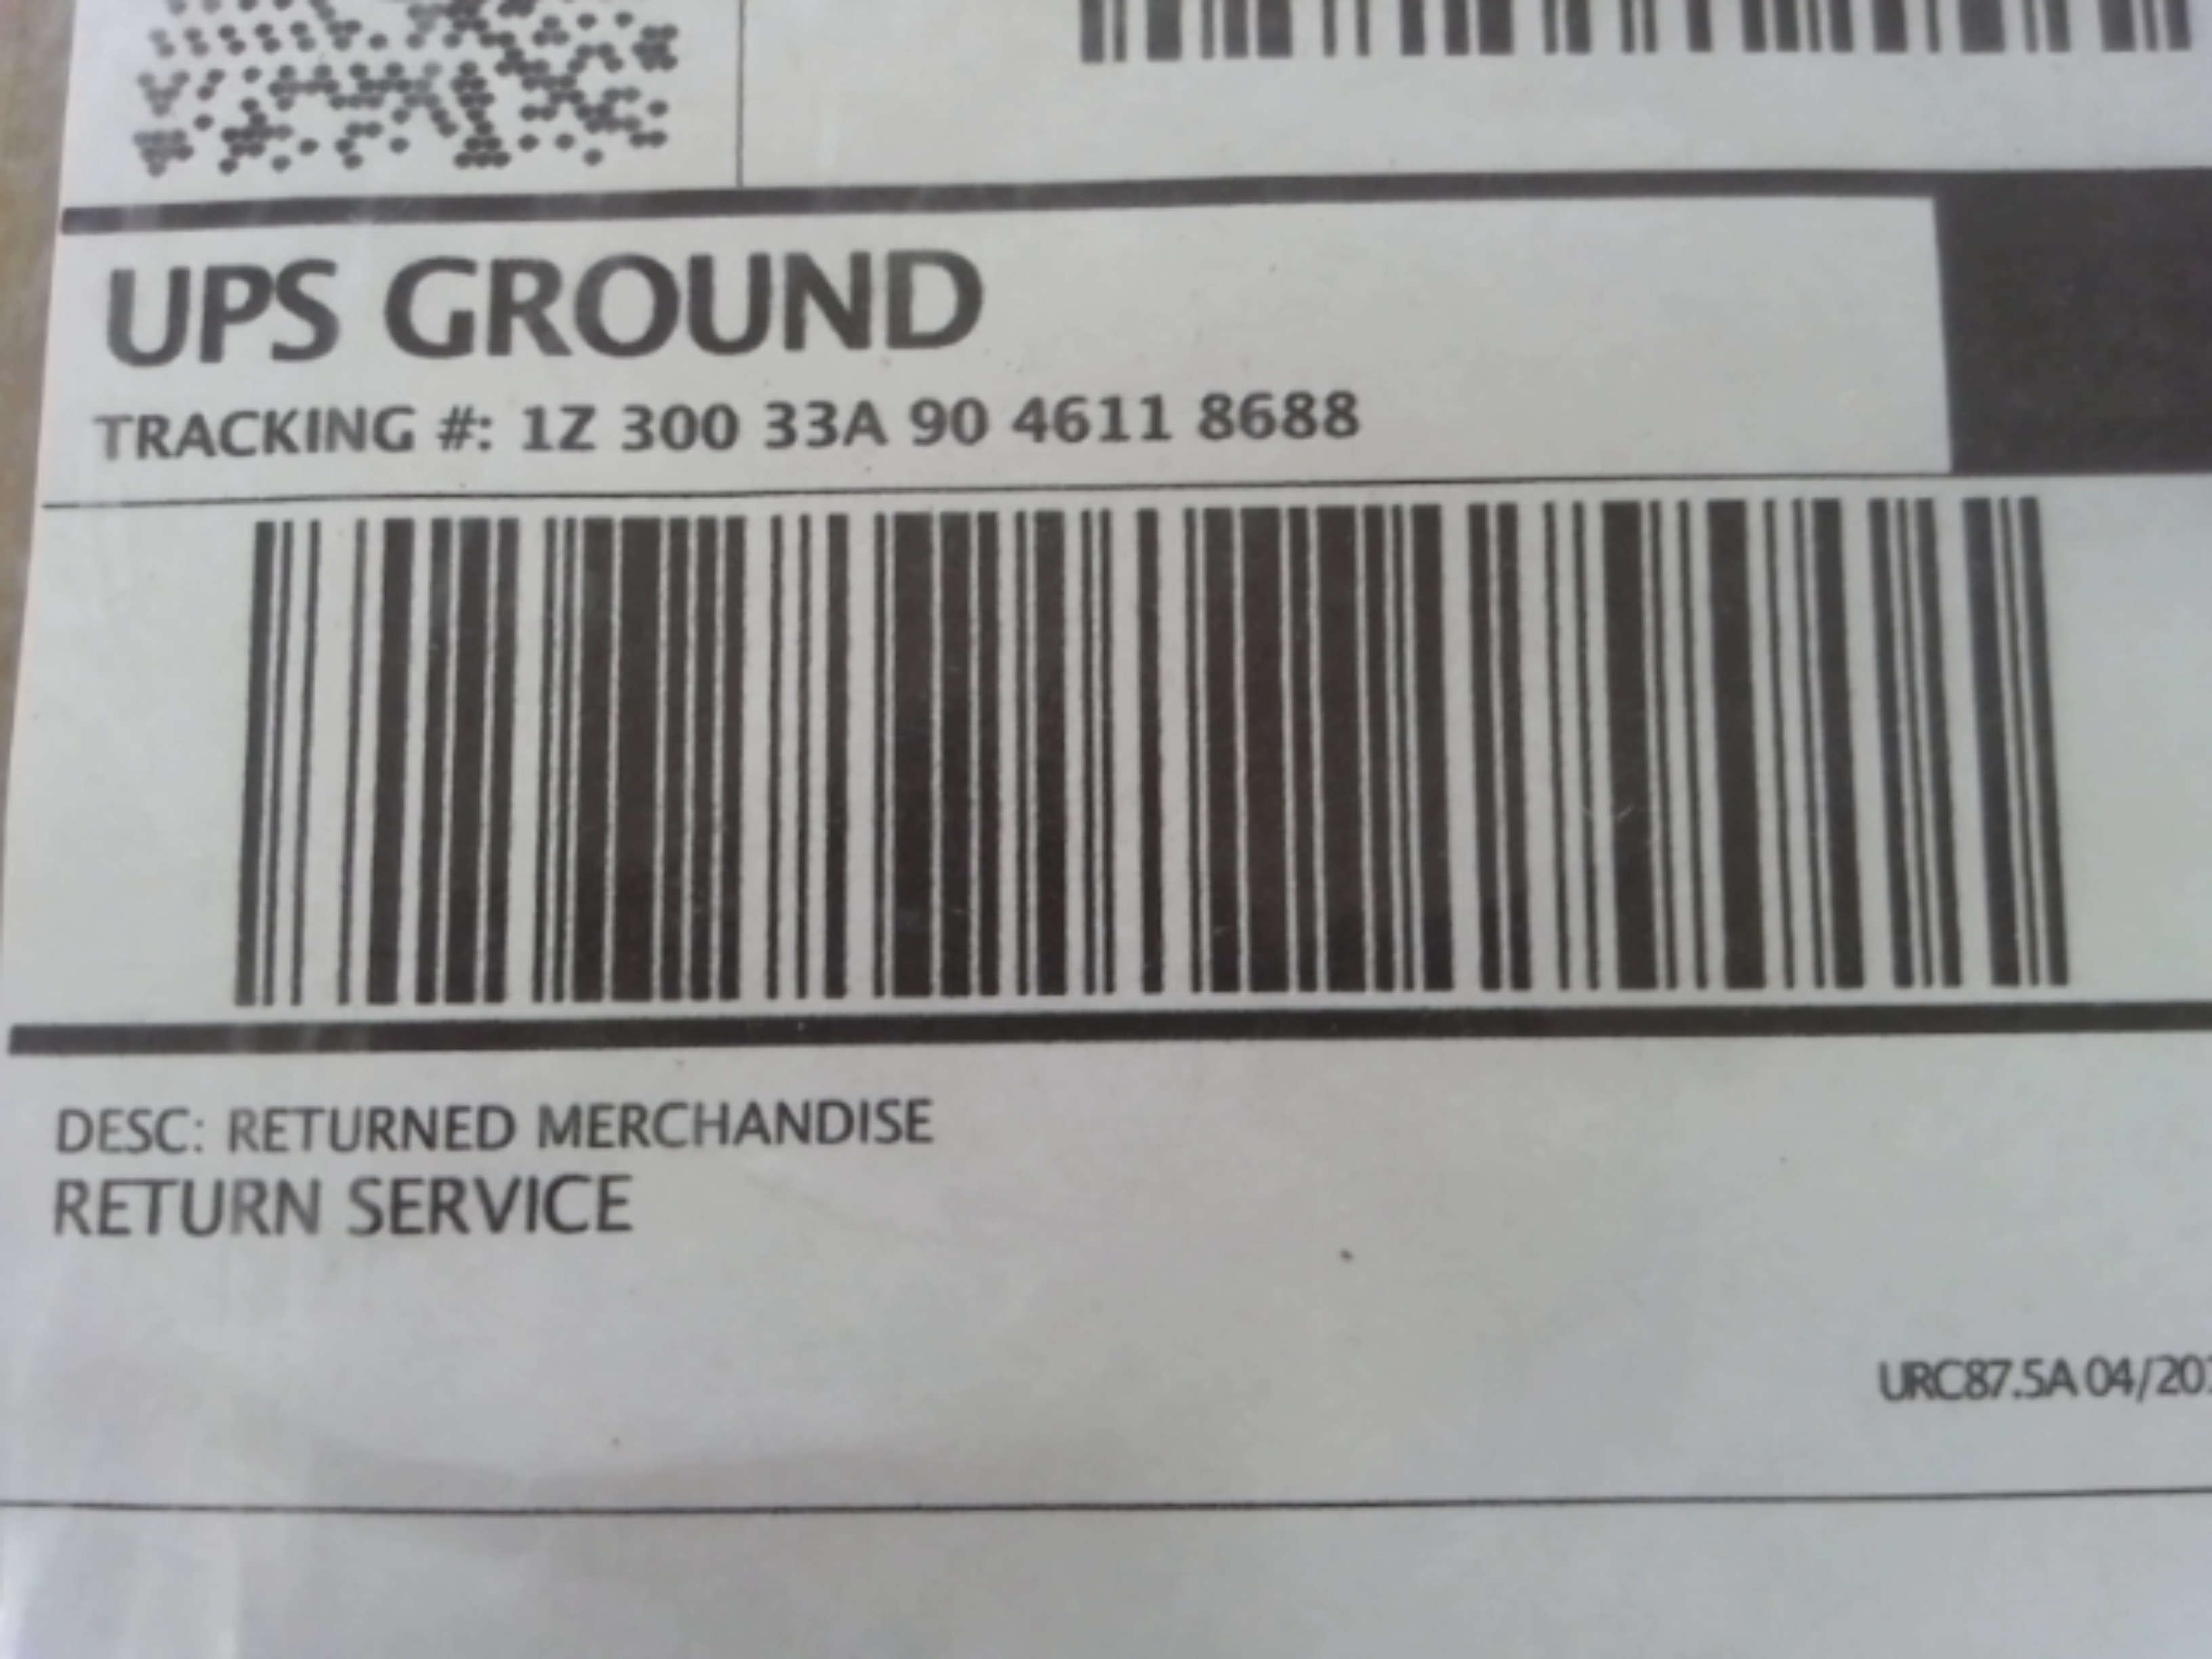 UPS GROUND
TRACKING #: 1Z 300 33A 90 4611 8688
DESC: RETURNED MERCHANDISE
RETURN SERVICE
URC87.5A 04/20